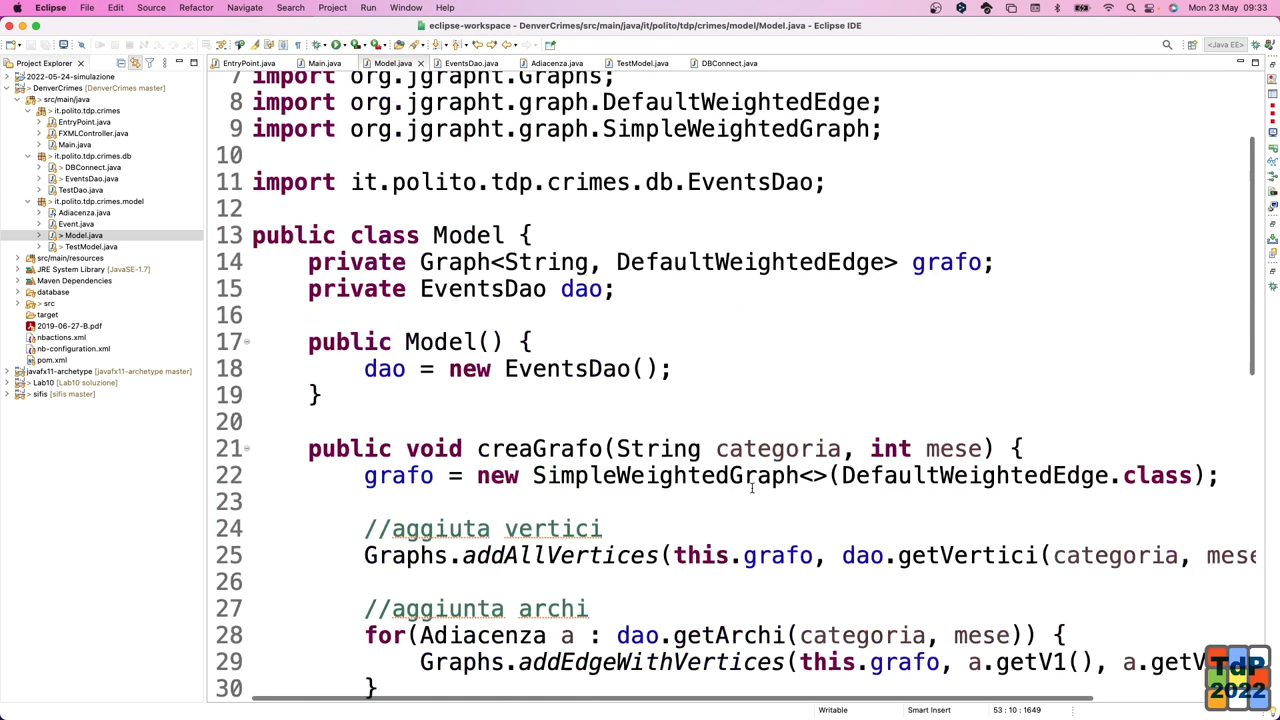 Eclipse File Edit Source Refactor Navigate Search Project Run Window Help
Mon 23 May 09:33
eclipse-workspace - DenverCrimes/src/main/java/it/polito/tdp/crimes/model/Model.java - Eclipse IDE
<Java EE>
Project Explorer
EntryPoint.java Main.java Model.java EventsDao.java Adiacenza.java TestModel.java DBConnect.java
2022-05-24-simulazione
DenverCrimes [DenverCrimes master]
src/main/java
it.polito.tdp.crimes
EntryPoint.java
FXMLController.java
Main.java
it.polito.tdp.crimes.db
> DBConnect.java
> EventsDao.java
TestDao.java
it.polito.tdp.crimes.model
Adiacenza.java
Event.java
> Model.java
> TestModel.java
src/main/resources
JRE System Library [JavaSE-1.7]
Maven Dependencies
database
> src
target
2019-06-27-B.pdf
nbactions.xml
nb-configuration.xml
pom.xml
javafx11-archetype [javafx11-archetype master]
> Lab10 [Lab10 soluzione]
> sifis [sifis master]
7 import org.jgrapht.Graphs;
8 import org.jgrapht.graph.DefaultWeightedEdge;
9 import org.jgrapht.graph.SimpleWeightedGraph;
10
11 import it.polito.tdp.crimes.db.EventsDao;
12
13 public class Model {
14 private Graph<String, DefaultWeightedEdge> grafo;
15 private EventsDao dao;
16
17 public Model() {
18 dao = new EventsDao();
19 }
20
21 public void creaGrafo(String categoria, int mese) {
22 grafo = new SimpleWeightedGraph<>(DefaultWeightedEdge.class);
23
24 //aggiuta vertici
25 Graphs.addAllVertices(this.grafo, dao.getVertici(categoria, mese
26
27 //aggiunta archi
28 for(Adiacenza a : dao.getArchi(categoria, mese)) {
29 Graphs.addEdgeWithVertices(this.grafo, a.getV1(), a.getV
30 }
Writable Smart Insert 53 : 10 : 1649
TdP
2022